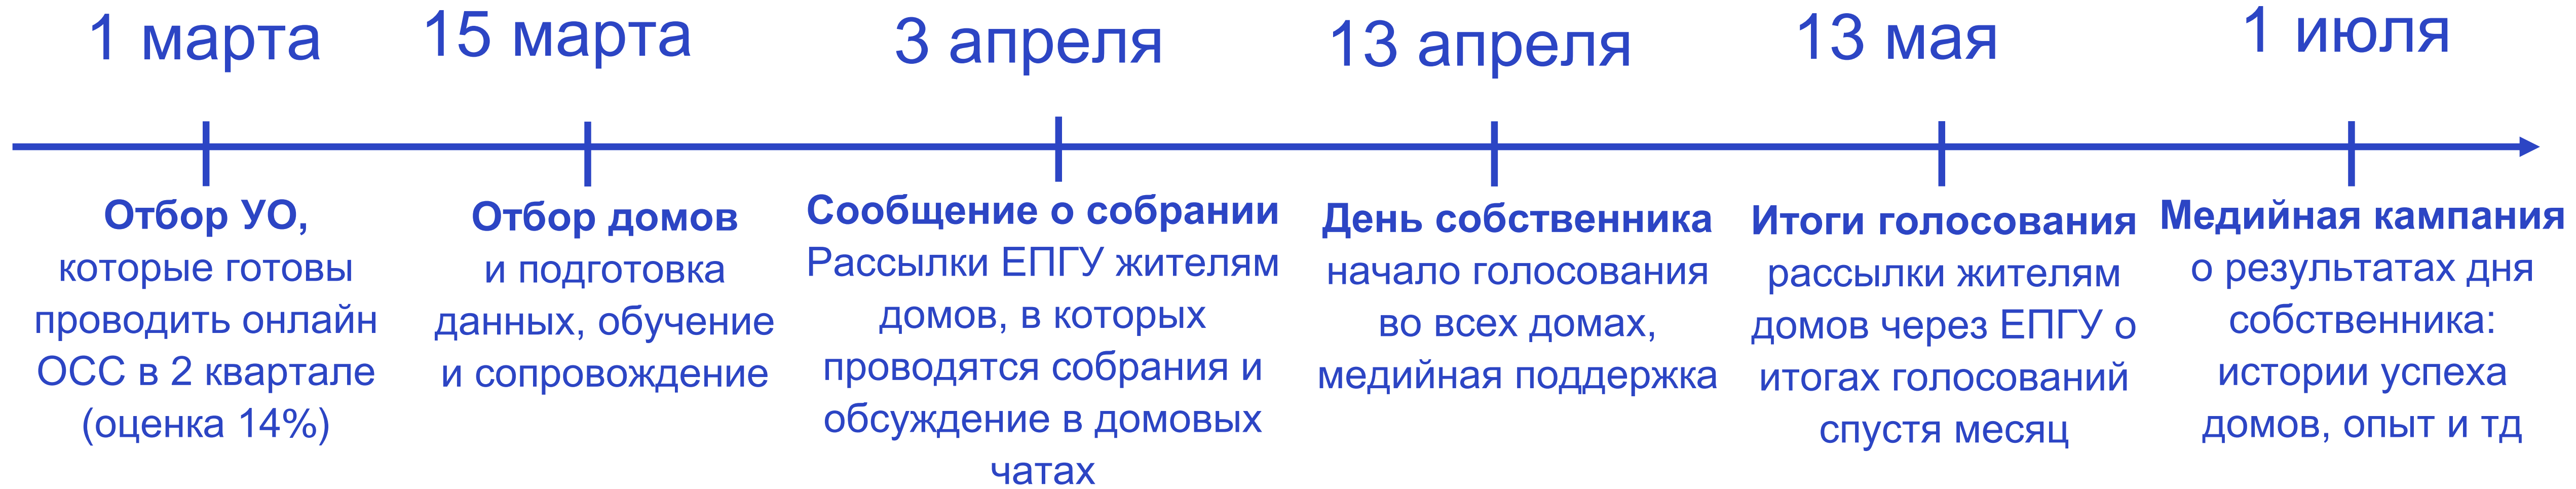 1 марта
15 марта
3 апреля
13 апреля
13 мая
1 июля
Отбор УО,
которые готовы
проводить онлайн
ОСС в 2 квартале
(оценка 14%)
Отбор домов
и подготовка
данных, обучение
и сопровождение
Сообщение о собрании
Рассылки ЕПГУ жителям
домов, в которых
проводятся собрания и
обсуждение в домовых
чатах
День собственника
начало голосования
во всех домах,
медийная поддержка
Итоги голосования
рассылки жителям
домов через ЕПГУ о
итогах голосований
спустя месяц
Медийная кампания
о результатах дня
собственника:
истории успеха
домов, опыт и тд